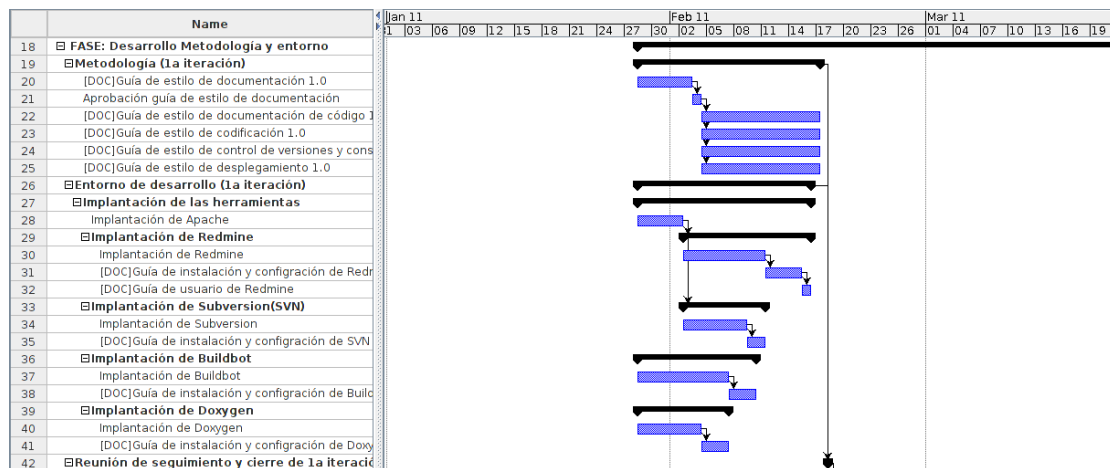 Name
Jan 11 Feb 11 Mar 11
31 03 06 09 12 15 18 21 24 27 30 02 05 08 11 14 17 20 23 26 01 04 07 10 13 16 19
18 FASE: Desarrollo Metodología y entorno
19 Metodología (1a iteración)
20 [DOC]Guía de estilo de documentación 1.0
21 Aprobación guía de estilo de documentación
22 [DOC]Guía de estilo de documentación de código 1
23 [DOC]Guía de estilo de codificación 1.0
24 [DOC]Guía de estilo de control de versiones y cons
25 [DOC]Guía de estilo de desplegamiento 1.0
26 Entorno de desarrollo (1a iteración)
27 Implantación de las herramientas
28 Implantación de Apache
29 Implantación de Redmine
30 Implantación de Redmine
31 [DOC]Guía de instalación y configración de Redr
32 [DOC]Guía de usuario de Redmine
33 Implantación de Subversion(SVN)
34 Implantación de Subversion
35 [DOC]Guía de instalación y configración de SVN
36 Implantación de Buildbot
37 Implantación de Buildbot
38 [DOC]Guía de instalación y configración de Build
39 Implantación de Doxygen
40 Implantación de Doxygen
41 [DOC]Guía de instalación y configración de Doxy
42 Reunión de seguimiento y cierre de 1a iteració